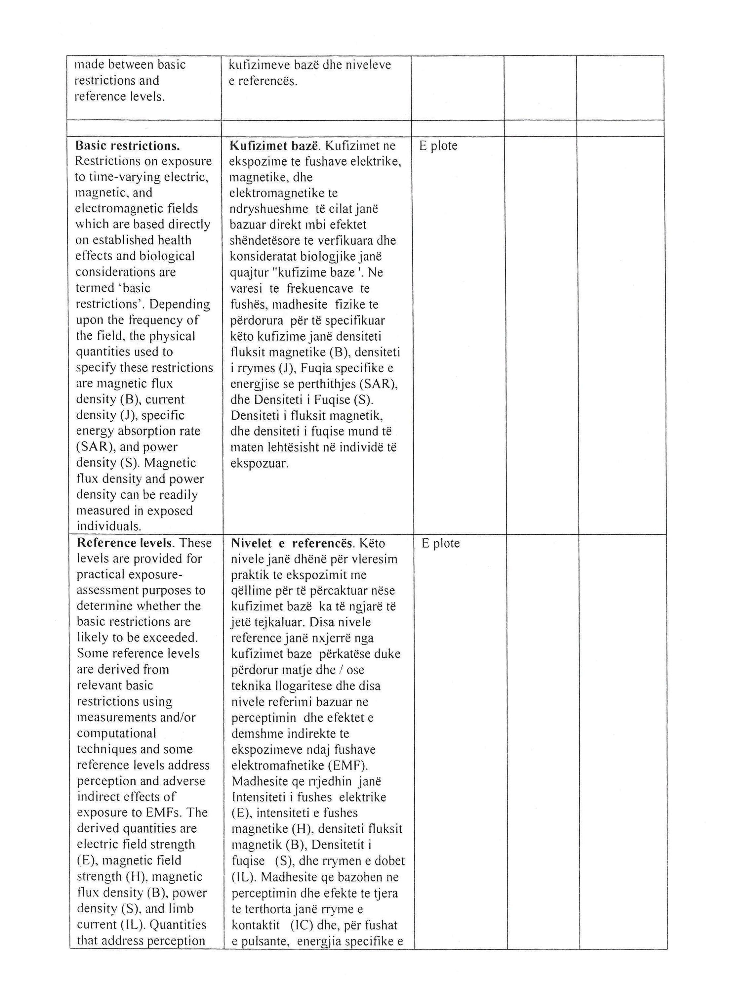 made between basic
restrictions and
reference levels.
kufizimeve bazë dhe niveleve
e referencës.
Basic restrictions.
Restrictions on exposure
to time-varying electric,
magnetic, and
electromagnetic fields
which are based directly
on established health
effects and biological
considerations are
termed ‘basic
restrictions’. Depending
upon the frequency of
the field, the physical
quantities used to
specify these restrictions
are magnetic flux
density (B), current
density (J), specific
energy absorption rate
(SAR), and power
density (S). Magnetic
flux density and power
density can be readily
measured in exposed
individuals.
Kufizimet bazë. Kufizimet ne
ekspozime te fushave elektrike,
magnetike, dhe
elektromagnetike te
ndryshueshme të cilat janë
bazuar direkt mbi efektet
shëndetësore te verfikuara dhe
konsideratat biologjike janë
quajtur "kufizime baze '. Ne
varesi te frekuencave te
fushës, madhesite fizike te
përdorura për të specifikuar
këto kufizime janë densiteti
fluksit magnetike (B), densiteti
i rrymes (J), Fuqia specifike e
energjise se perthithjes (SAR),
dhe Densiteti i Fuqise (S).
Densiteti i fluksit magnetik,
dhe densiteti i fuqise mund të
maten lehtësisht në individë të
ekspozuar.
E plote
Reference levels. These
levels are provided for
practical exposure-
assessment purposes to
determine whether the
basic restrictions are
likely to be exceeded.
Some reference levels
are derived from
relevant basic
restrictions using
measurements and/or
computational
techniques and some
reference levels address
perception and adverse
indirect effects of
exposure to EMFs. The
derived quantities are
electric field strength
(E), magnetic field
strength (H), magnetic
flux density (B), power
density (S), and limb
current (IL). Quantities
that address perception
Nivelet e referencës. Këto
nivele janë dhënë për vleresim
praktik te ekspozimit me
qëllime për të përcaktuar nëse
kufizimet bazë ka të ngjarë të
jetë tejkaluar. Disa nivele
reference janë nxjerrë nga
kufizimet baze përkatëse duke
përdorur matje dhe / ose
teknika llogaritese dhe disa
nivele referimi bazuar ne
perceptimin dhe efektet e
demshme indirekte te
ekspozimeve ndaj fushave
elektromafnetike (EMF).
Madhesite qe rrjedhin janë
Intensiteti i fushes elektrike
(E), intensiteti e fushes
magnetike (H), densiteti fluksit
magnetik (B), Densitetit i
fuqise (S), dhe rrymen e dobet
(IL). Madhesite qe bazohen ne
perceptimin dhe efekte te tjera
te terthorta janë rryme e
kontaktit (IC) dhe, për fushat
e pulsante, energjia specifike e
E plote